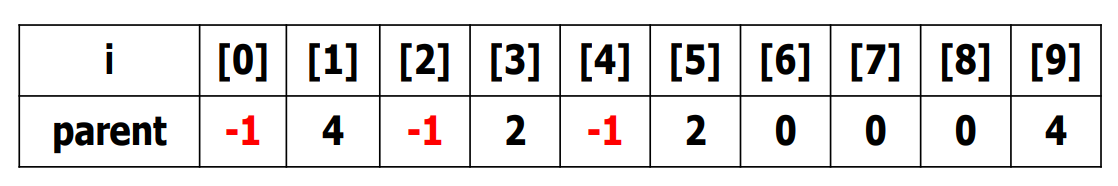 i [0] [1] [2] [3] [4] [5] [6] [7] [8] [9]
parent -1 4 -1 2 -1 2 0 0 0 4